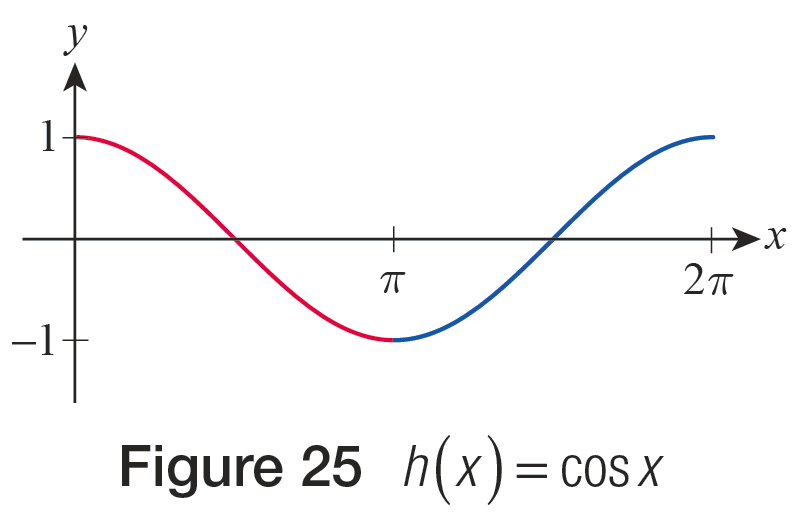 y
1
x
π
2π
−1
Figure 25 h(x) = cos x